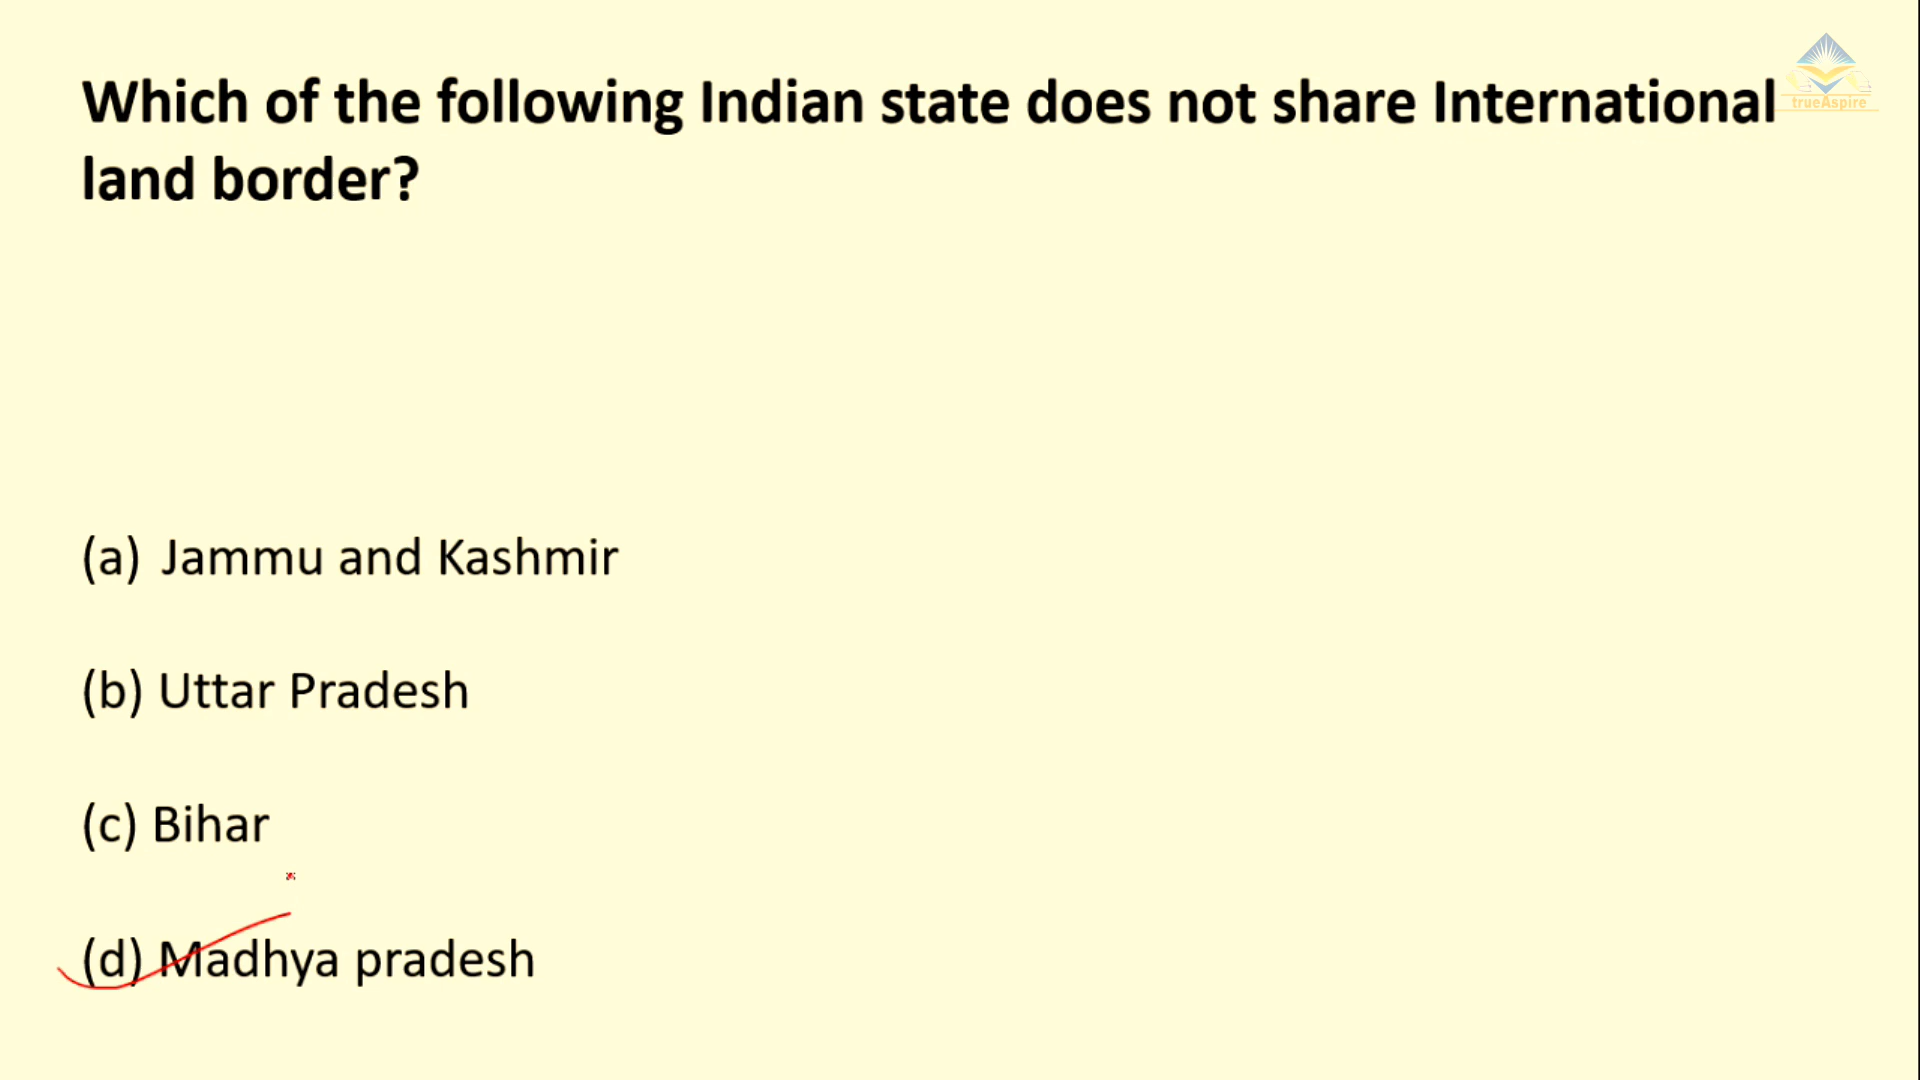 Which of the following Indian state does not share International
land border?
trueAspire
(a) Jammu and Kashmir
(b) Uttar Pradesh
(c) Bihar
(d) Madhya pradesh